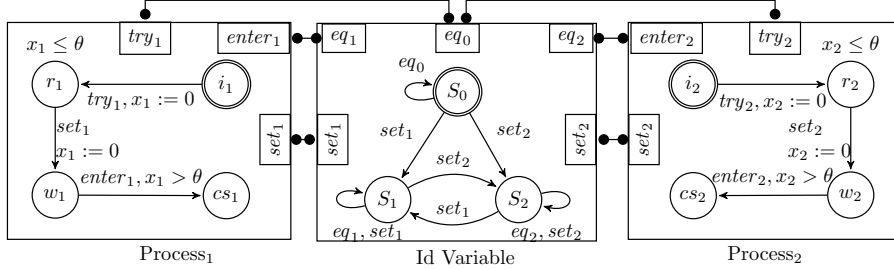 try₁ enter₁ eq₁ eq₀ eq₂ enter₂ try₂
x₁ ≤ θ
r₁
i₁
try₁, x₁ := 0
set₁
x₁ := 0
enter₁, x₁ > θ
w₁
cs₁
set₁
set₁
eq₀
S₀
set₁
set₂
set₂
S₁
S₂
set₁
eq₁, set₁
eq₂, set₂
set₂
set₂
x₂ ≤ θ
i₂
r₂
try₂, x₂ := 0
set₂
x₂ := 0
enter₂, x₂ > θ
cs₂
w₂
Process₁
Id Variable
Process₂